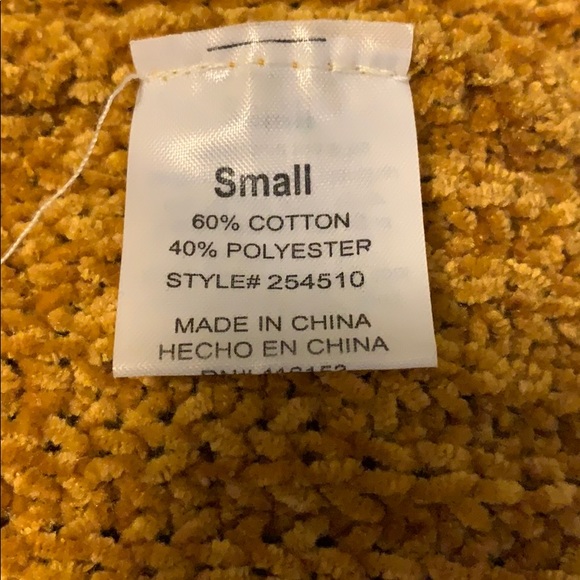 Small
60% COTTON
40% POLYESTER
STYLE# 254510
MADE IN CHINA
HECHO EN CHINA